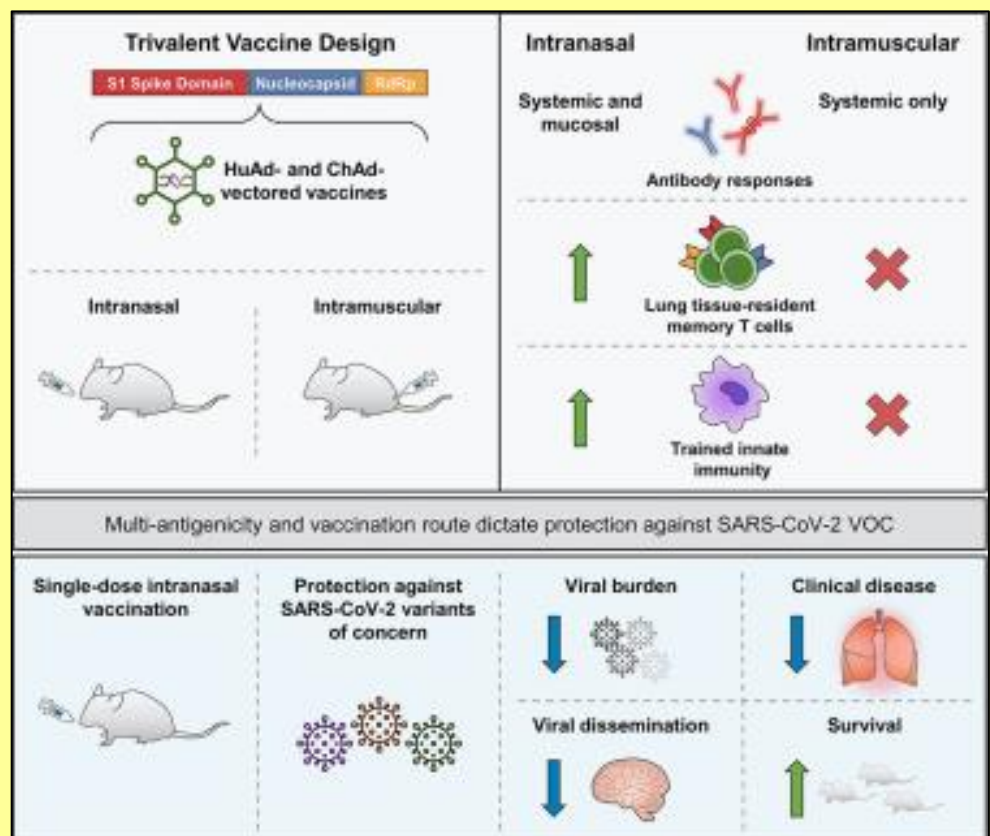 Trivalent Vaccine Design
S1 Spike Domain Nucleocapsid RdRp
HuAd- and ChAd-
vectored vaccines
Intranasal
Intramuscular
Intranasal
Intramuscular
Systemic and
mucosal
Systemic only
Antibody responses
Lung tissue-resident
memory T cells
Trained innate
immunity
Multi-antigenicity and vaccination route dictate protection against SARS-CoV-2 VOC
Single-dose intranasal
vaccination
Protection against
SARS-CoV-2 variants
of concern
Viral burden
Clinical disease
Viral dissemination
Survival